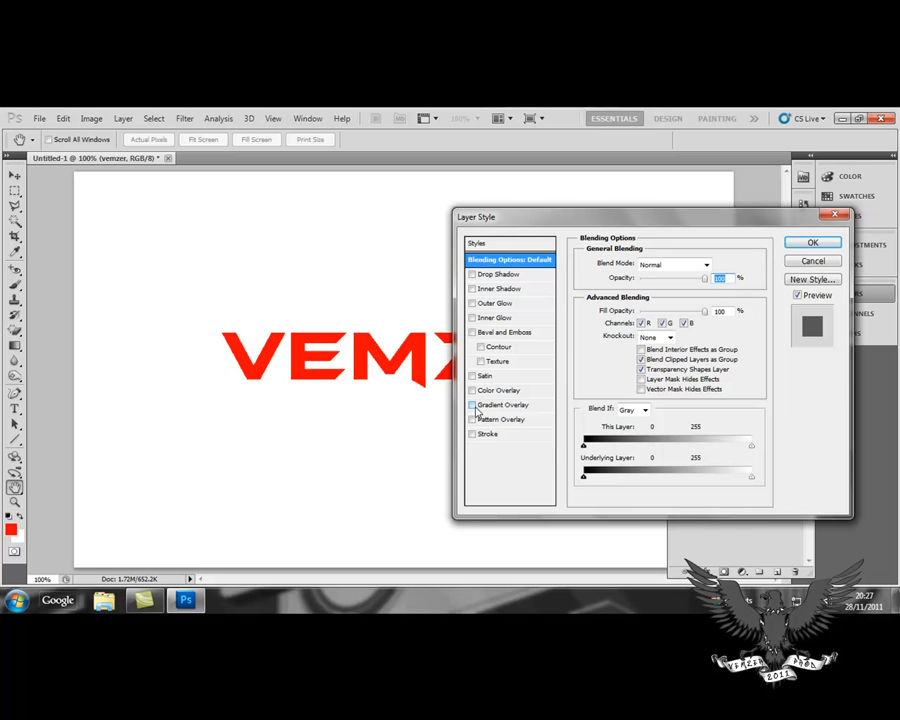 Ps File Edit Image Layer Select Filter Analysis 3D View Window Help Br Mb 100% ESSENTIALS DESIGN PAINTING >> CS Live
Scroll All Windows Actual Pixels Fit Screen Fill Screen Print Size
Untitled-1 @ 100% (vemzer, RGB/8) *
COLOR
SWATCHES
VEMZ
Layer Style
Styles
Blending Options: Default
Drop Shadow
Inner Shadow
Outer Glow
Inner Glow
Bevel and Emboss
Contour
Texture
Satin
Color Overlay
Gradient Overlay
Pattern Overlay
Stroke
Blending Options
General Blending
Blend Mode: Normal
Opacity: 100 %
Advanced Blending
Fill Opacity: 100 %
Channels: R G B
Knockout: None
Blend Interior Effects as Group
Blend Clipped Layers as Group
Transparency Shapes Layer
Layer Mask Hides Effects
Vector Mask Hides Effects
Blend If: Gray
This Layer: 0 255
Underlying Layer: 0 255
OK
Cancel
New Style...
Preview
100% Doc: 1.72M/652.2K
Google Ps
20:27
28/11/2011
VEMZER PROD
2011